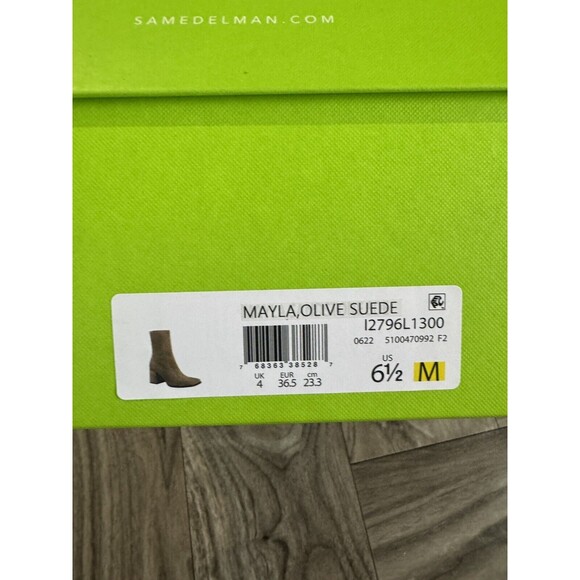 SAMEDELMAN.COM
MAYLA,OLIVE SUEDE
I2796L1300
0622 5100470992 F2
7 68363 38528 7
UK EUR cm
4 36.5 23.3
US
6½ M